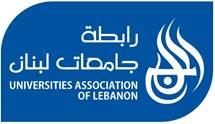 رابطة
جامعات لبنان
UNIVERSITIES ASSOCIATION
OF LEBANON